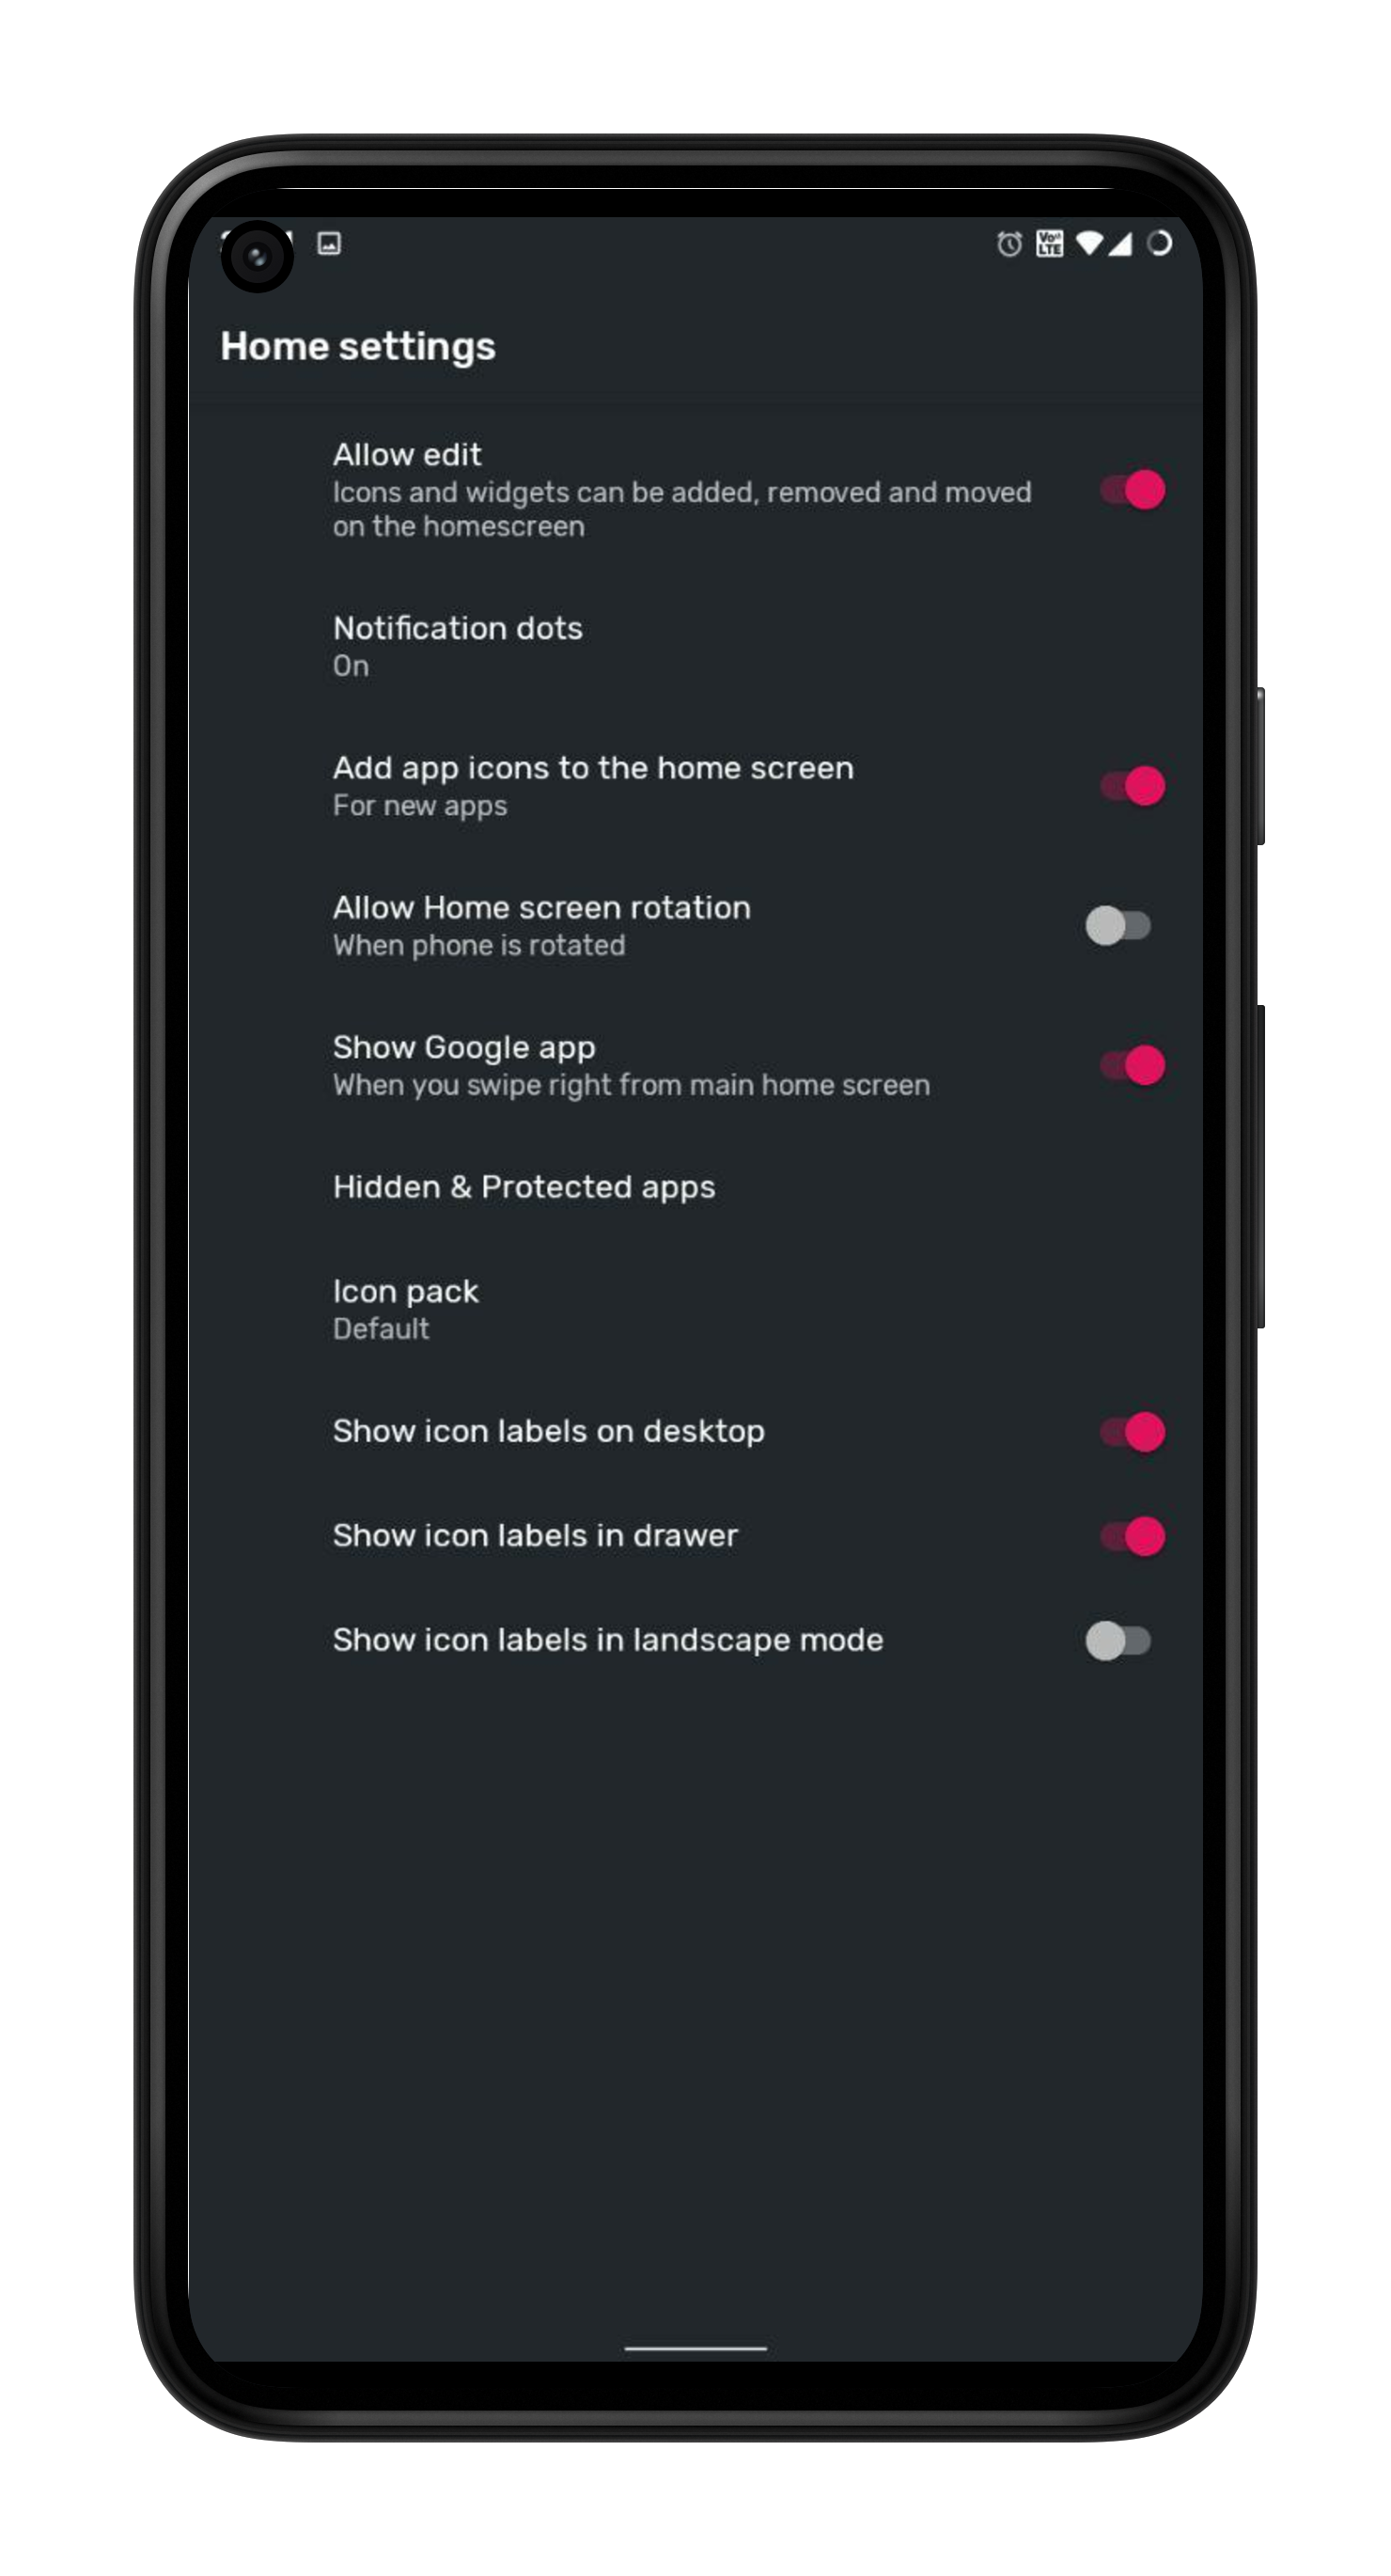 Vo
LTE
Home settings
Allow edit
Icons and widgets can be added, removed and moved
on the homescreen
Notification dots
On
Add app icons to the home screen
For new apps
Allow Home screen rotation
When phone is rotated
Show Google app
When you swipe right from main home screen
Hidden & Protected apps
Icon pack
Default
Show icon labels on desktop
Show icon labels in drawer
Show icon labels in landscape mode